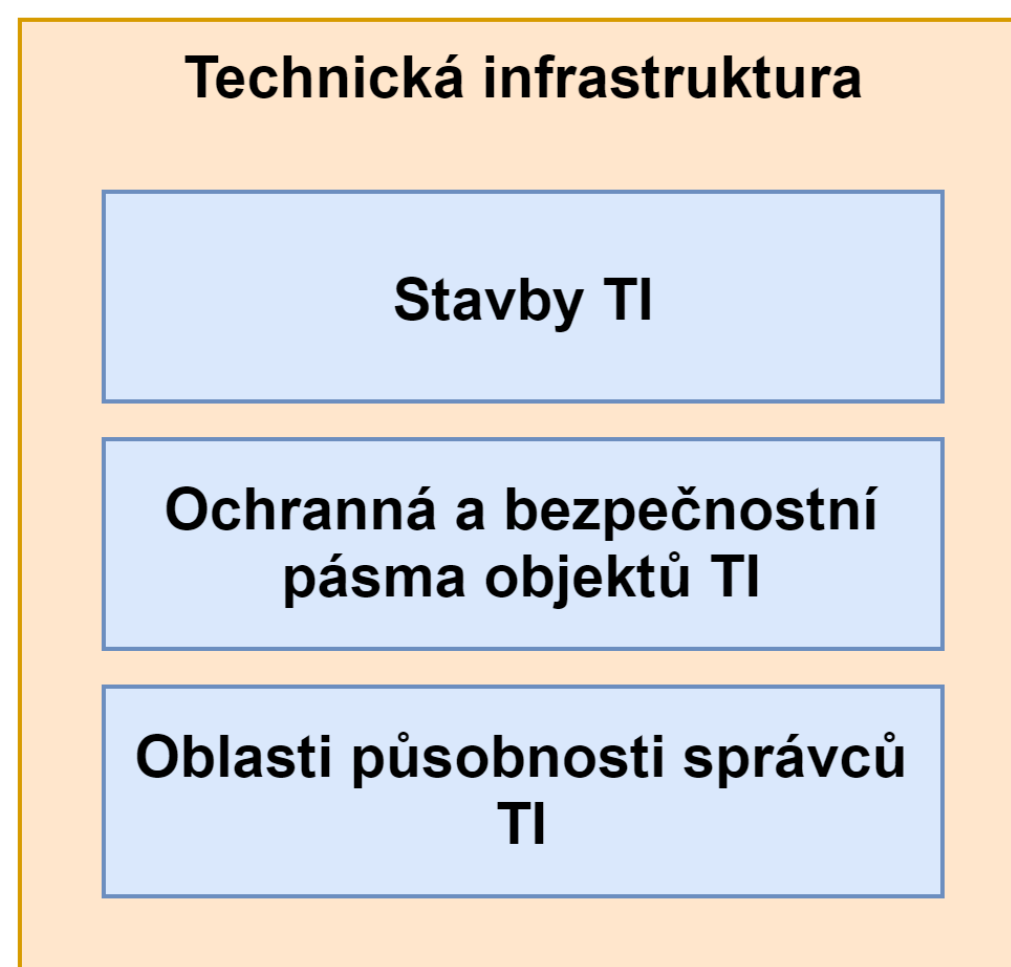 Technická infrastruktura
Stavby TI
Ochranná a bezpečnostní
pásma objektů TI
Oblasti působnosti správců
TI